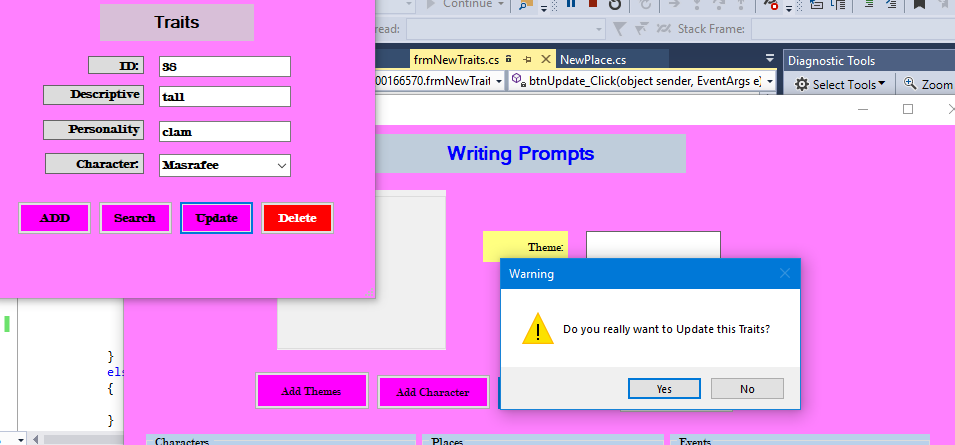 Continue
Traits
read:
Stack Frame:
frmNewTraits.cs
NewPlace.cs
ID:
38
00166570.frmNewTrait
btnUpdate_Click(object sender, EventArgs e)
Diagnostic Tools
Select Tools
Zoom
Descriptive
tall
Personality
clam
Writing Prompts
Character:
Masrafee
ADD
Search
Update
Delete
Theme:
Warning
Do you really want to Update this Traits?
Yes
No
}
els
{
}
Add Themes
Add Character
Characters
Places
Events